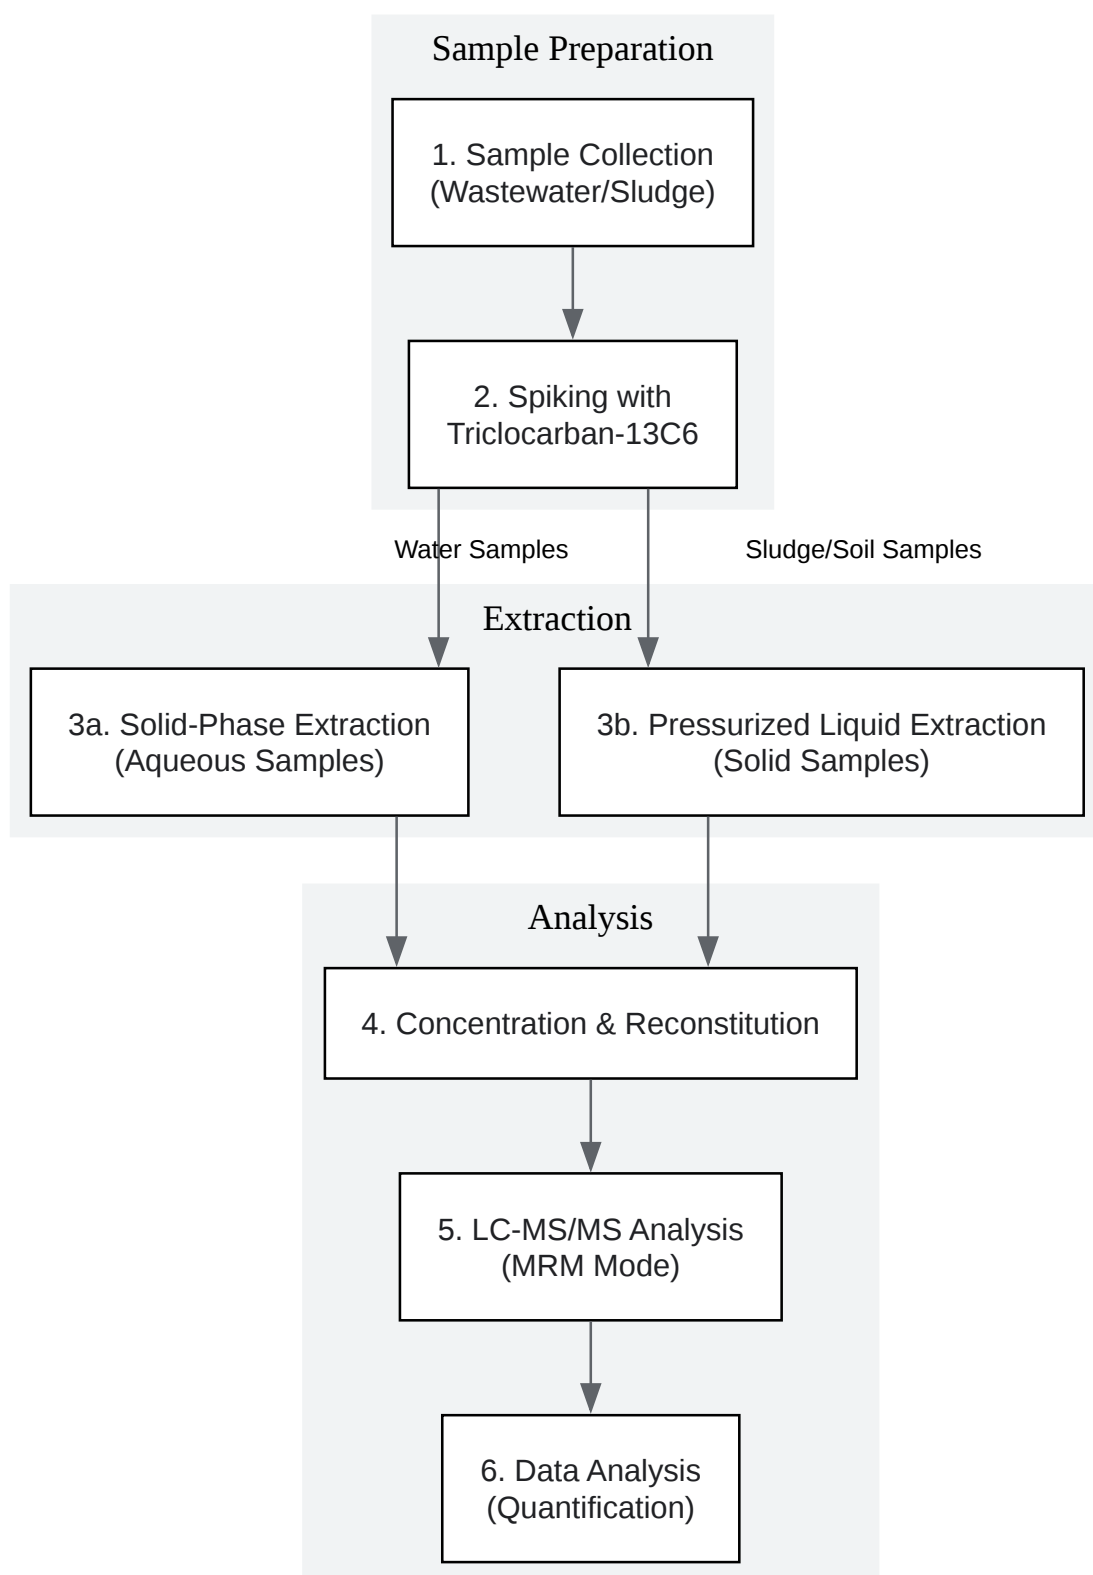 Sample Preparation
1. Sample Collection
(Wastewater/Sludge)
2. Spiking with
Triclocarban-13C6
Water Samples
Sludge/Soil Samples
Extraction
3a. Solid-Phase Extraction
(Aqueous Samples)
3b. Pressurized Liquid Extraction
(Solid Samples)
Analysis
4. Concentration & Reconstitution
5. LC-MS/MS Analysis
(MRM Mode)
6. Data Analysis
(Quantification)